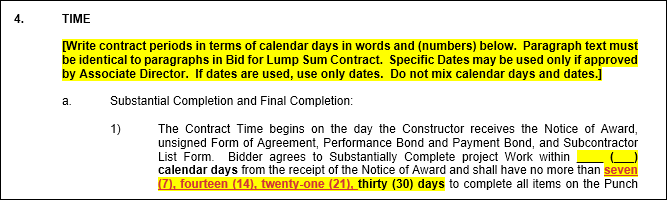 4. TIME
[Write contract periods in terms of calendar days in words and (numbers) below. Paragraph text must
be identical to paragraphs in Bid for Lump Sum Contract. Specific Dates may be used only if approved
by Associate Director. If dates are used, use only dates. Do not mix calendar days and dates.]
a. Substantial Completion and Final Completion:
1) The Contract Time begins on the day the Constructor receives the Notice of Award,
unsigned Form of Agreement, Performance Bond and Payment Bond, and Subcontractor
List Form. Bidder agrees to Substantially Complete project Work within ____ (___)
calendar days from the receipt of the Notice of Award and shall have no more than seven
(7), fourteen (14), twenty-one (21), thirty (30) days to complete all items on the Punch